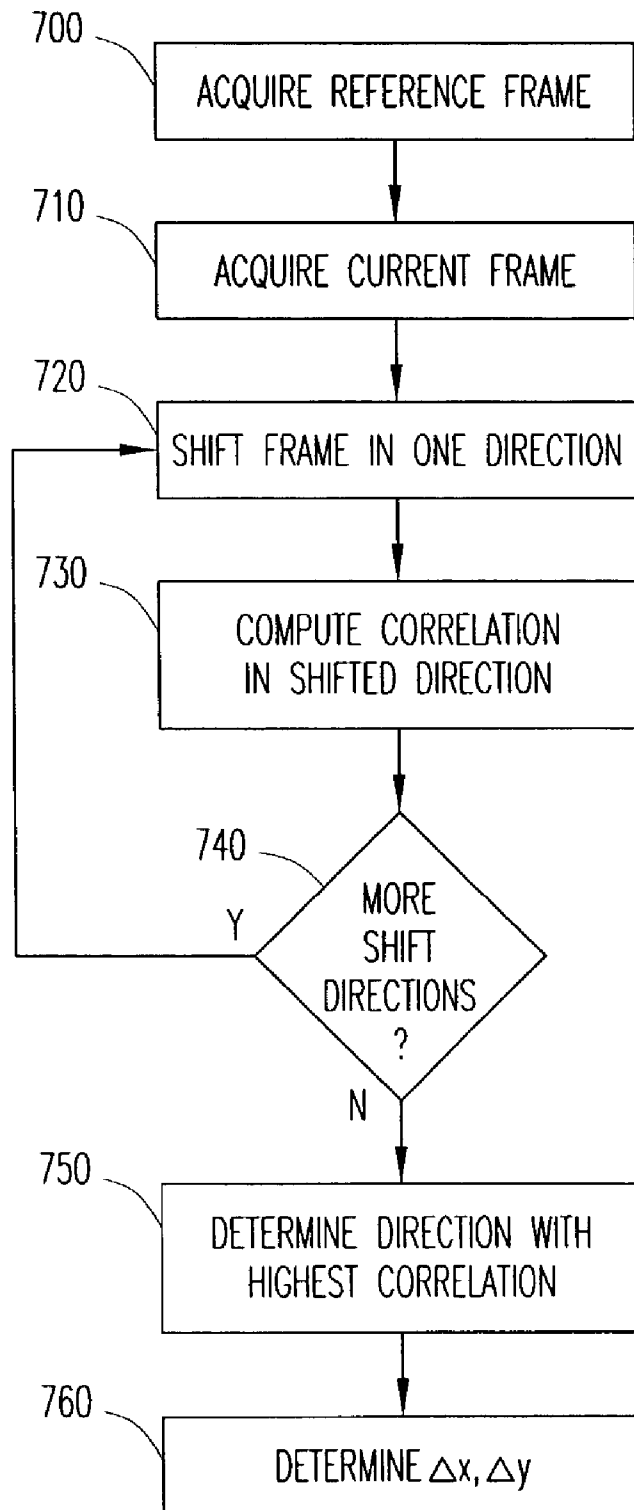 700
ACQUIRE REFERENCE FRAME
710
ACQUIRE CURRENT FRAME
720
SHIFT FRAME IN ONE DIRECTION
730
COMPUTE CORRELATION
IN SHIFTED DIRECTION
740
Y
MORE
SHIFT
DIRECTIONS
?
N
750
DETERMINE DIRECTION WITH
HIGHEST CORRELATION
760
DETERMINE △x, △y